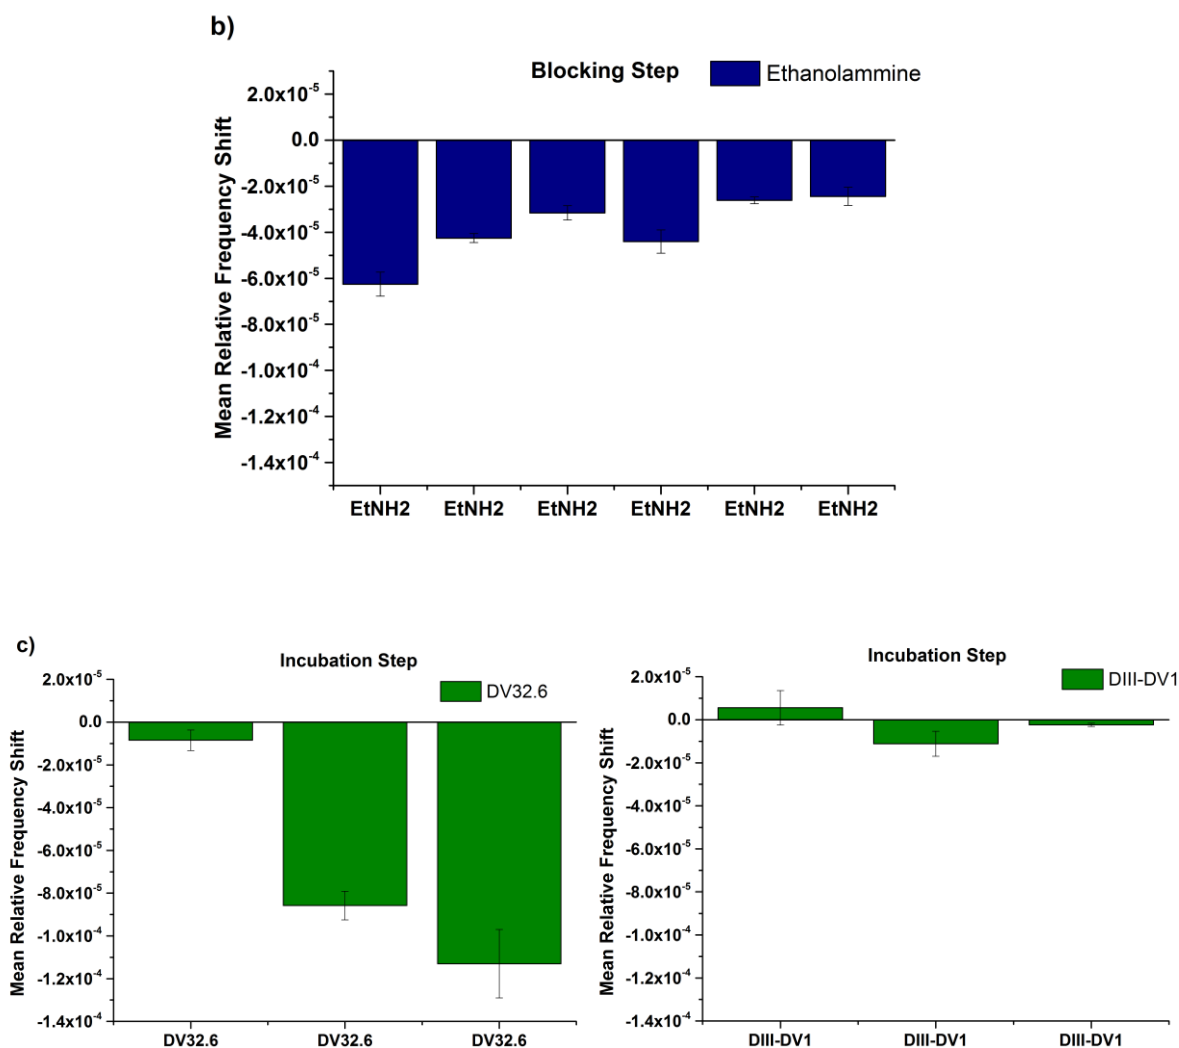 b)
Blocking Step
Ethanolammine
Mean Relative Frequency Shift
2.0x10⁻⁵
0.0
-2.0x10⁻⁵
-4.0x10⁻⁵
-6.0x10⁻⁵
-8.0x10⁻⁵
-1.0x10⁻⁴
-1.2x10⁻⁴
-1.4x10⁻⁴
EtNH2 EtNH2 EtNH2 EtNH2 EtNH2 EtNH2
c)
Incubation Step
DV32.6
Mean Relative Frequency Shift
2.0x10⁻⁵
0.0
-2.0x10⁻⁵
-4.0x10⁻⁵
-6.0x10⁻⁵
-8.0x10⁻⁵
-1.0x10⁻⁴
-1.2x10⁻⁴
-1.4x10⁻⁴
DV32.6 DV32.6 DV32.6
Incubation Step
DIII-DV1
Mean Relative Frequency Shift
2.0x10⁻⁵
0.0
-2.0x10⁻⁵
-4.0x10⁻⁵
-6.0x10⁻⁵
-8.0x10⁻⁵
-1.0x10⁻⁴
-1.2x10⁻⁴
-1.4x10⁻⁴
DIII-DV1 DIII-DV1 DIII-DV1